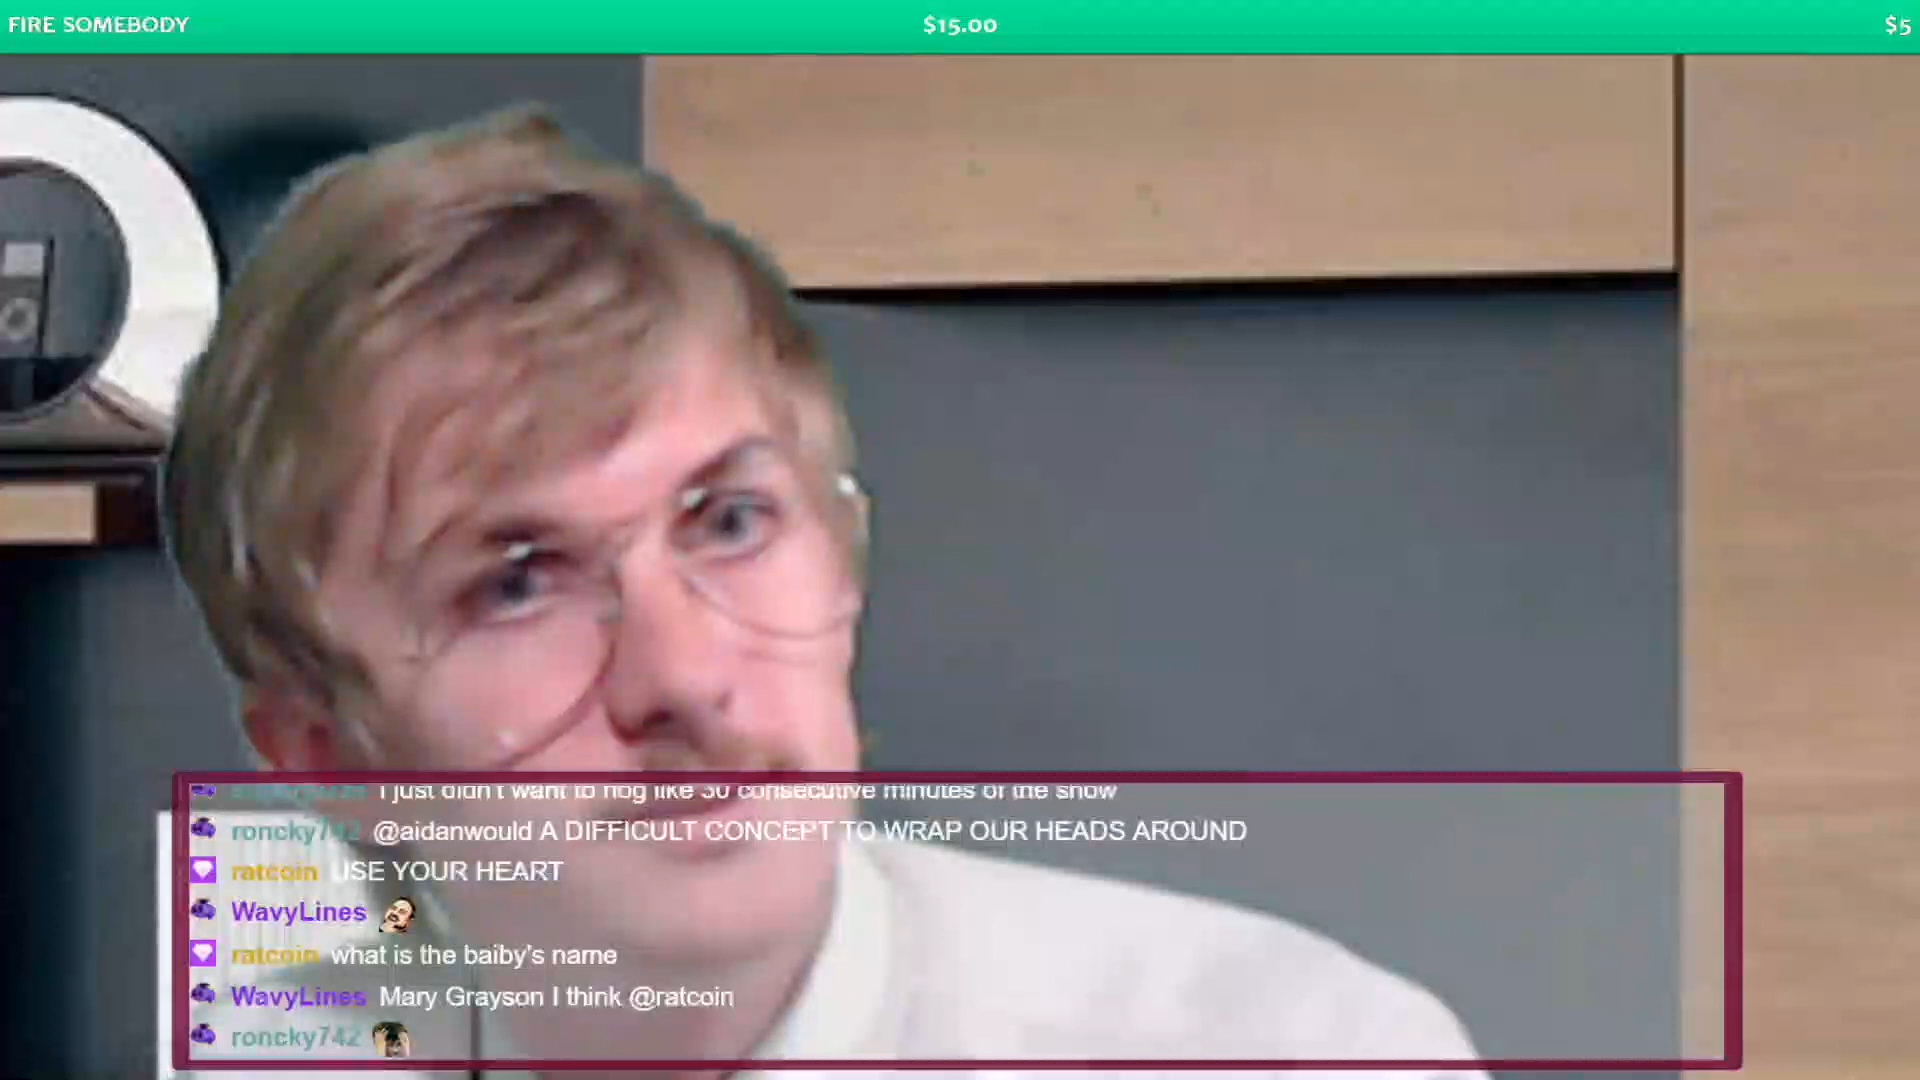 FIRE SOMEBODY $15.00 $5
I just didn't want to hog like 30 consecutive minutes of the show
roncky742 @aidanwould A DIFFICULT CONCEPT TO WRAP OUR HEADS AROUND
ratcoin USE YOUR HEART
WavyLines
ratcoin what is the baiby's name
WavyLines Mary Grayson I think @ratcoin
roncky742